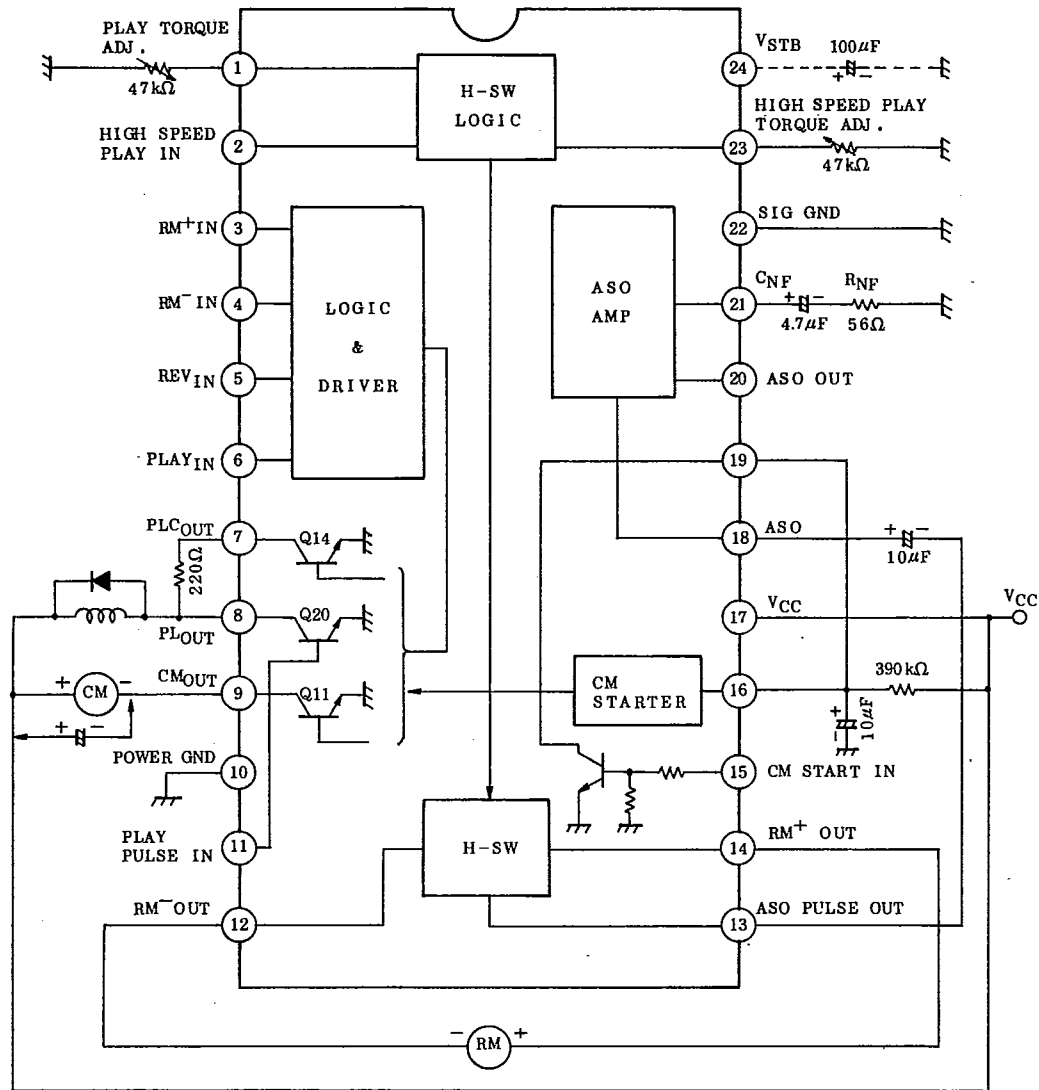 PLAY TORQUE
ADJ.
47kΩ
1
H-SW
LOGIC
24
VSTB
100μF
+ -
HIGH SPEED
PLAY IN
2
23
HIGH SPEED PLAY
TORQUE ADJ.
47kΩ
RM+IN
3
22
SIG GND
RM-IN
4
LOGIC
&
DRIVER
ASO
AMP
21
CNF
RNF
+ -
4.7μF
56Ω
REVIN
5
20
ASO OUT
PLAYIN
6
19
PLCOUT
7
Q14
18
ASO
+ -
10μF
220Ω
PLOUT
8
Q20
17
VCC
VCC
CMOUT
9
Q11
+ CM -
+ -
CM
STARTER
16
390kΩ
+ -
10μF
POWER GND
10
15
CM START IN
PLAY
PULSE IN
11
H-SW
14
RM+ OUT
RM-OUT
12
13
ASO PULSE OUT
- RM +